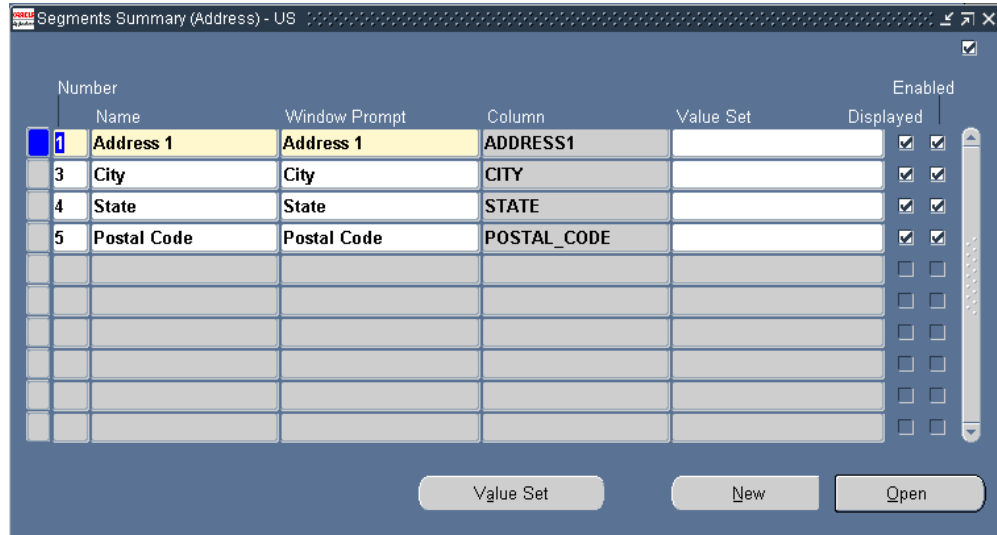 ORACLE Segments Summary (Address) - US
Number Enabled
Name Window Prompt Column Value Set Displayed
1 Address 1 Address 1 ADDRESS1
3 City City CITY
4 State State STATE
5 Postal Code Postal Code POSTAL_CODE
Value Set New Open